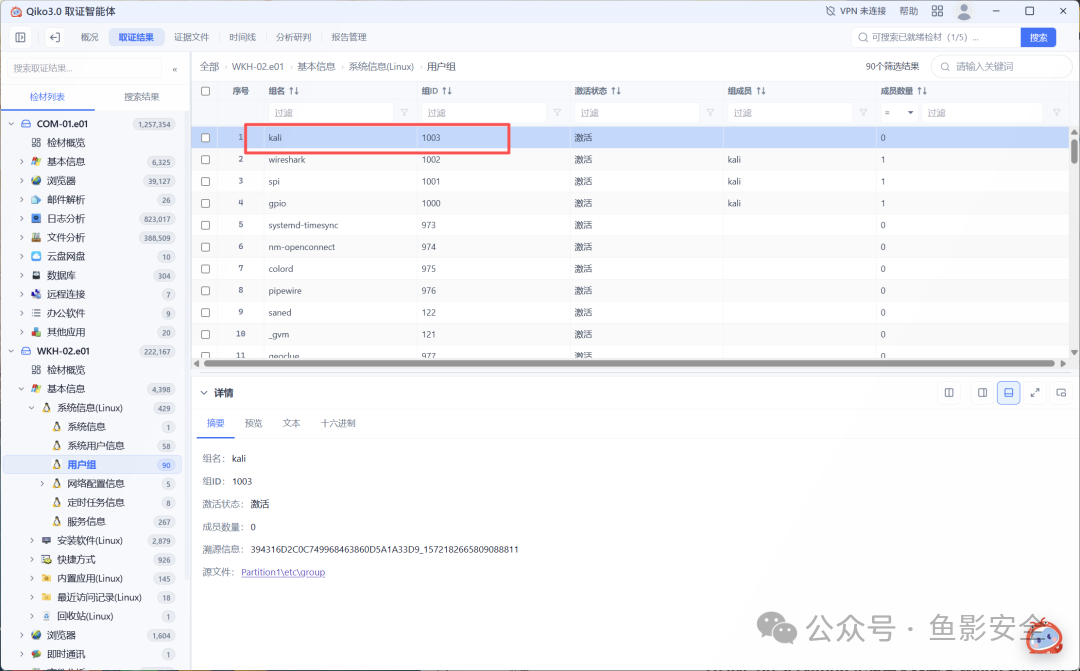 Qiko3.0 取证智能体
VPN 未连接 帮助
概况 取证结果 证据文件 时间线 分析研判 报告管理
可搜索已就绪检材（1/5）... 搜索
搜索取证结果... «
检材列表 搜索结果
COM-01.e01 1,257,354
检材概览
基本信息 6,325
浏览器 39,127
邮件解析 26
日志分析 823,017
文件分析 388,509
云盘网盘 10
数据库 304
远程连接 7
办公软件 9
其他应用 20
WKH-02.e01 222,167
检材概览
基本信息 4,398
系统信息(Linux) 429
系统信息 1
系统用户信息 58
用户组 90
网络配置信息 5
定时任务信息 8
服务信息 267
安装软件(Linux) 2,879
快捷方式 926
内置应用(Linux) 145
最近访问记录(Linux) 18
回收站(Linux) 1
浏览器 1,604
即时通讯 1
全部 › WKH-02.e01 › 基本信息 › 系统信息(Linux) › 用户组
90个筛选结果 请输入关键词
序号 组名 ↑↓ 组ID ↑↓ 激活状态 ↑↓ 组成员 ↑↓ 成员数量 ↑↓
过滤 过滤 过滤 过滤 = 过滤
1 kali 1003 激活 0
2 wireshark 1002 激活 kali 1
3 spi 1001 激活 kali 1
4 gpio 1000 激活 kali 1
5 systemd-timesync 973 激活 0
6 nm-openconnect 974 激活 0
7 colord 975 激活 0
8 pipewire 976 激活 0
9 saned 122 激活 0
10 _gvm 121 激活 0
11 geoclue 977 激活 0
详情
摘要 预览 文本 十六进制
组名: kali
组ID: 1003
激活状态: 激活
成员数量: 0
溯源信息: 394316D2C0C749968463860D5A1A33D9_1572182665809088811
源文件: Partition1\etc\group
公众号 · 鱼影安全